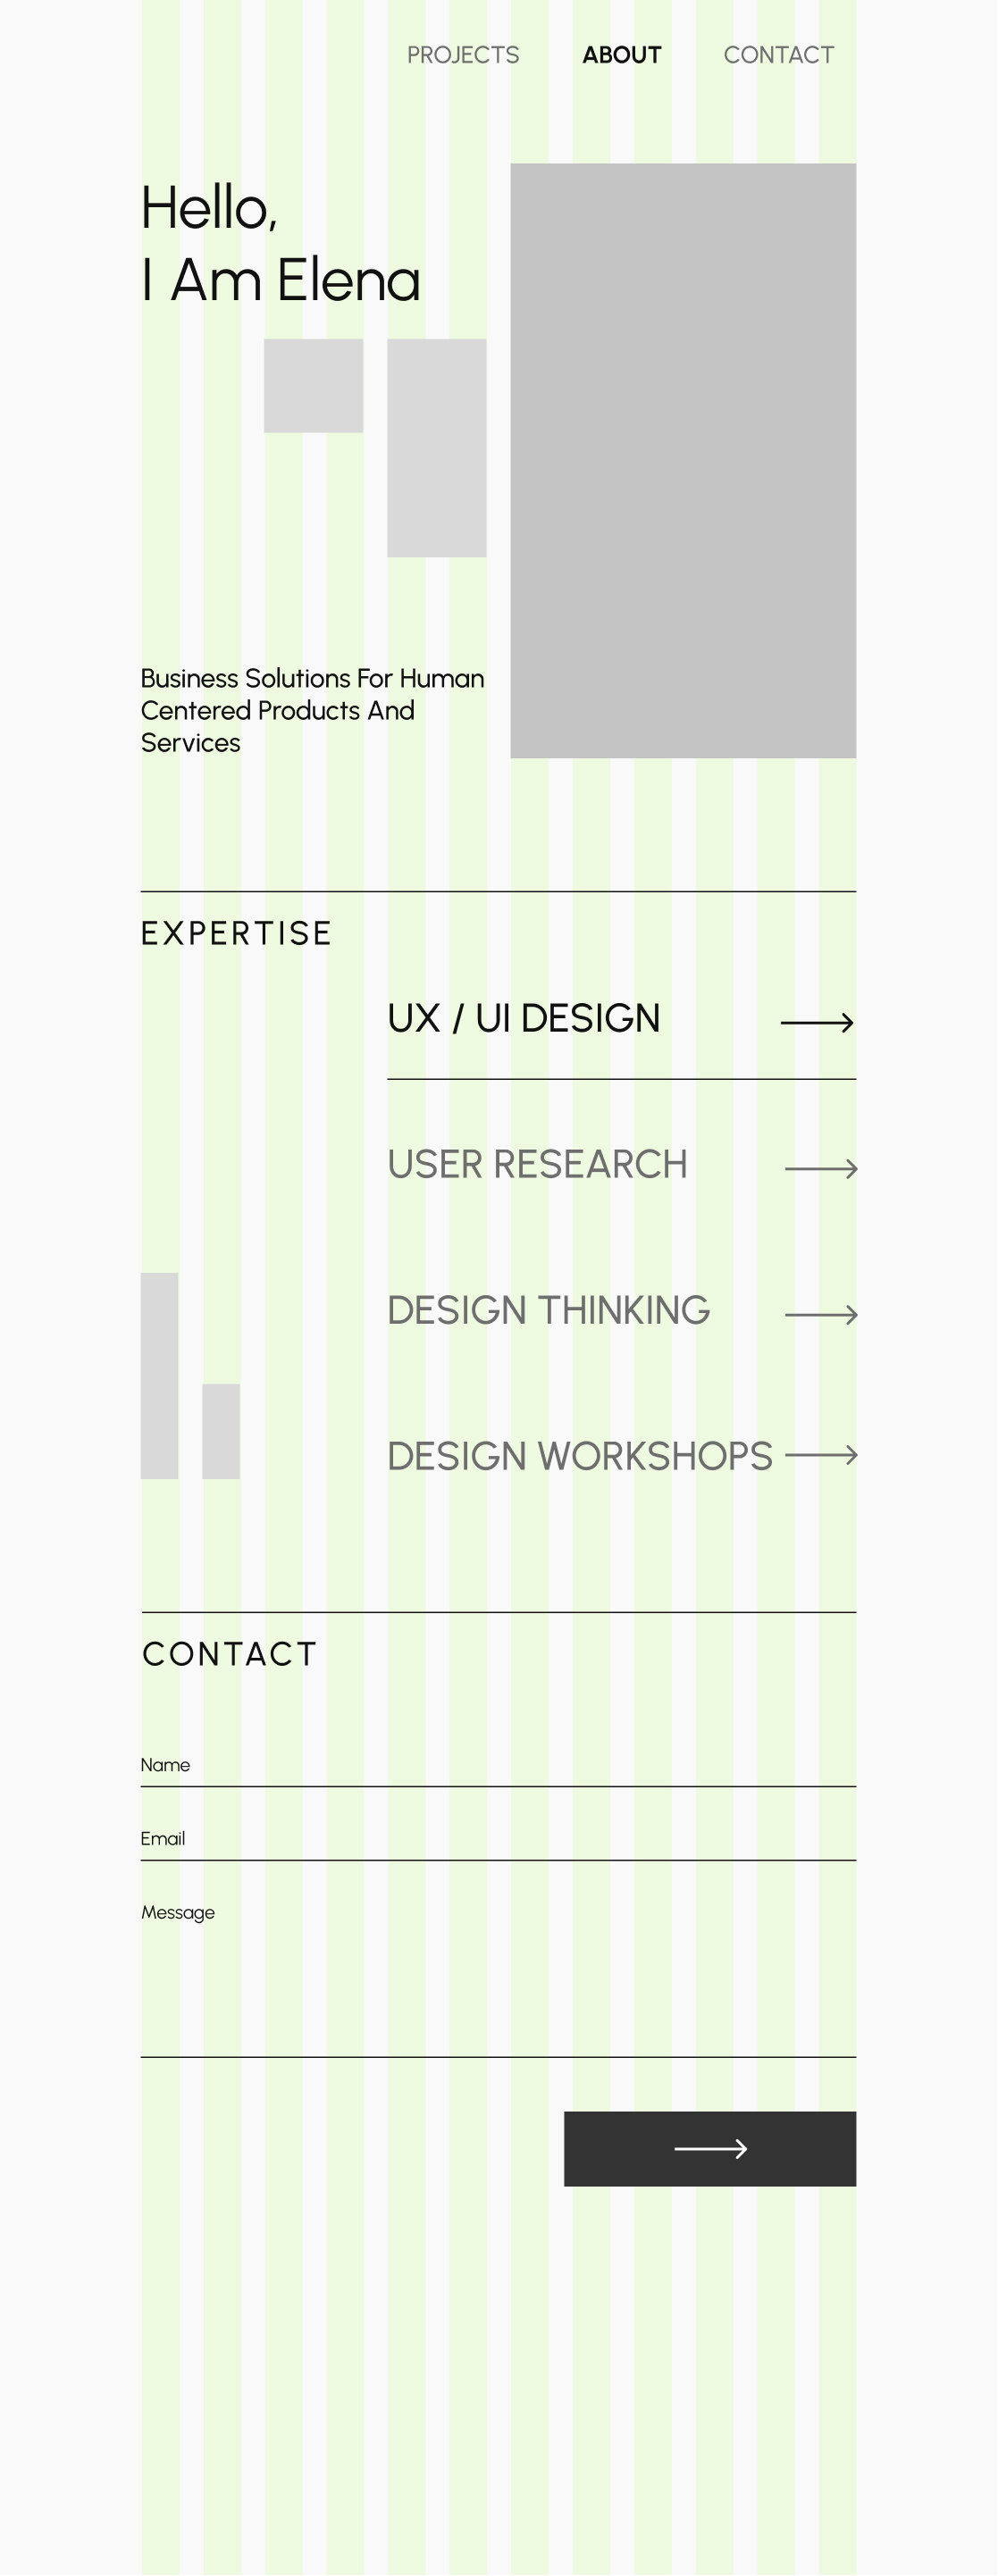 PROJECTS ABOUT CONTACT
Hello,
I Am Elena
Business Solutions For Human
Centered Products And
Services
EXPERTISE
UX / UI DESIGN
USER RESEARCH
DESIGN THINKING
DESIGN WORKSHOPS
CONTACT
Name
Email
Message